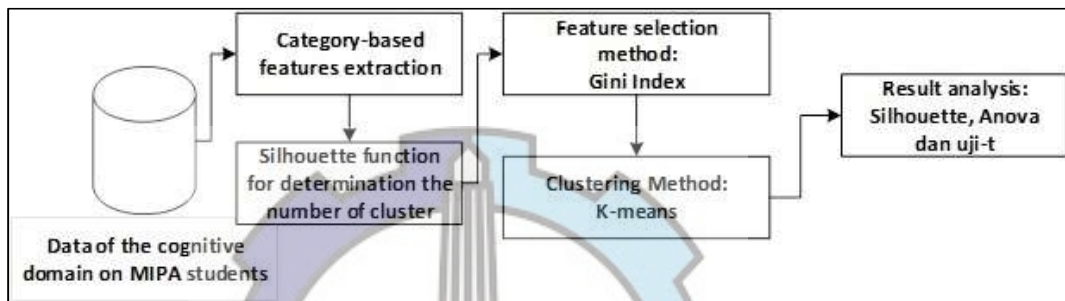 Category-based
features extraction
Silhouette function
for determination the
number of cluster
Feature selection
method:
Gini Index
Clustering Method:
K-means
Result analysis:
Silhouette, Anova
dan uji-t
Data of the cognitive
domain on MIPA students